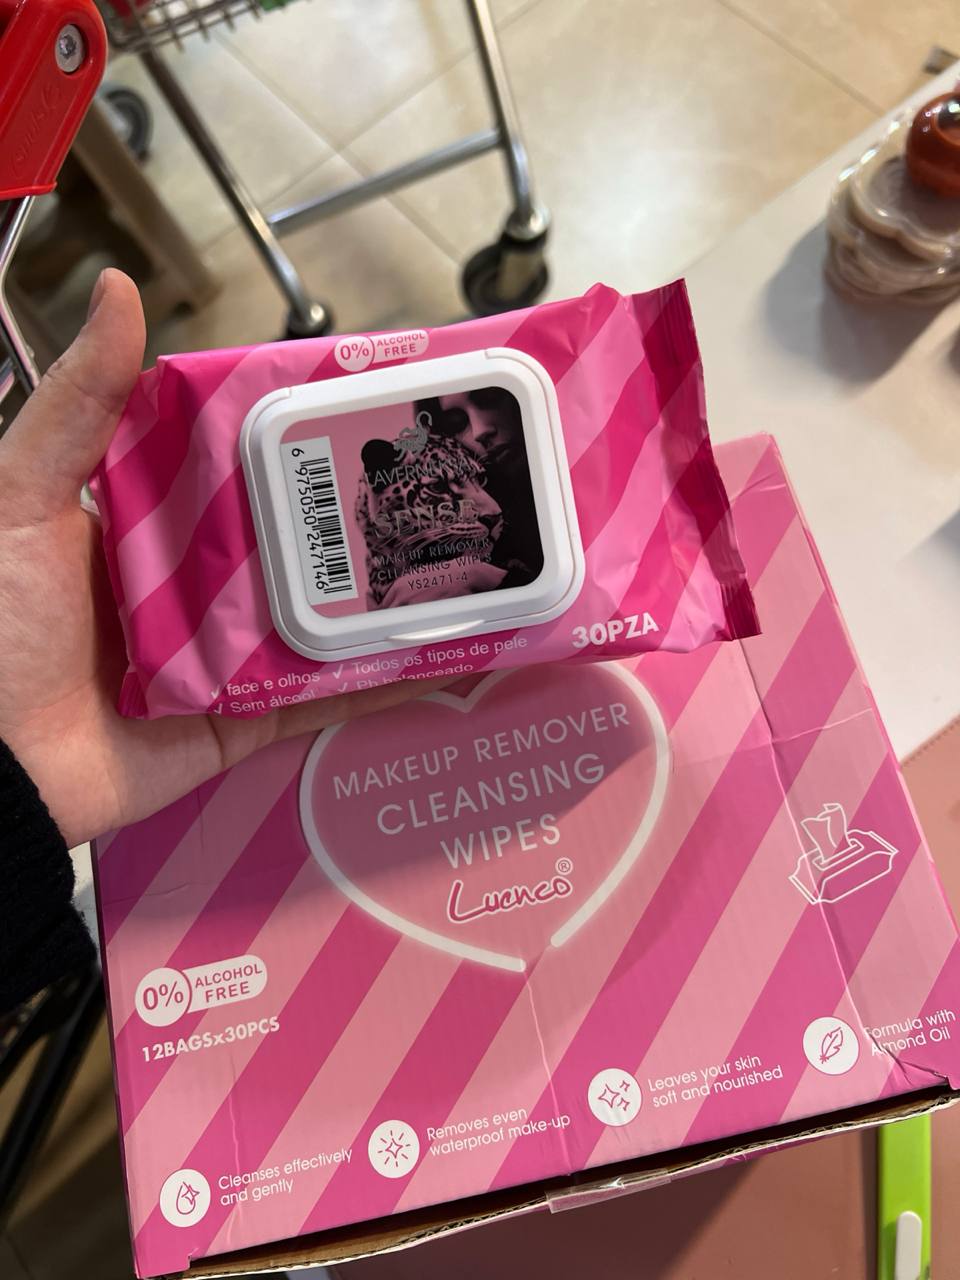 0% ALCOHOL
FREE
6 975050 247146
SENSE
MAKEUP REMOVER
CLEANSING WIPES
YS2471-4
30PZA
✓ face e olhos ✓ Todos os tipos de pele
✓ Sem álcool ✓ Ph balanceado
MAKEUP REMOVER
CLEANSING
WIPES
Lucnco®
0% ALCOHOL
FREE
12BAGSx30PCS
Cleanses effectively
and gently
Removes even
waterproof make-up
Leaves your skin
soft and nourished
Formula with
Almond Oil